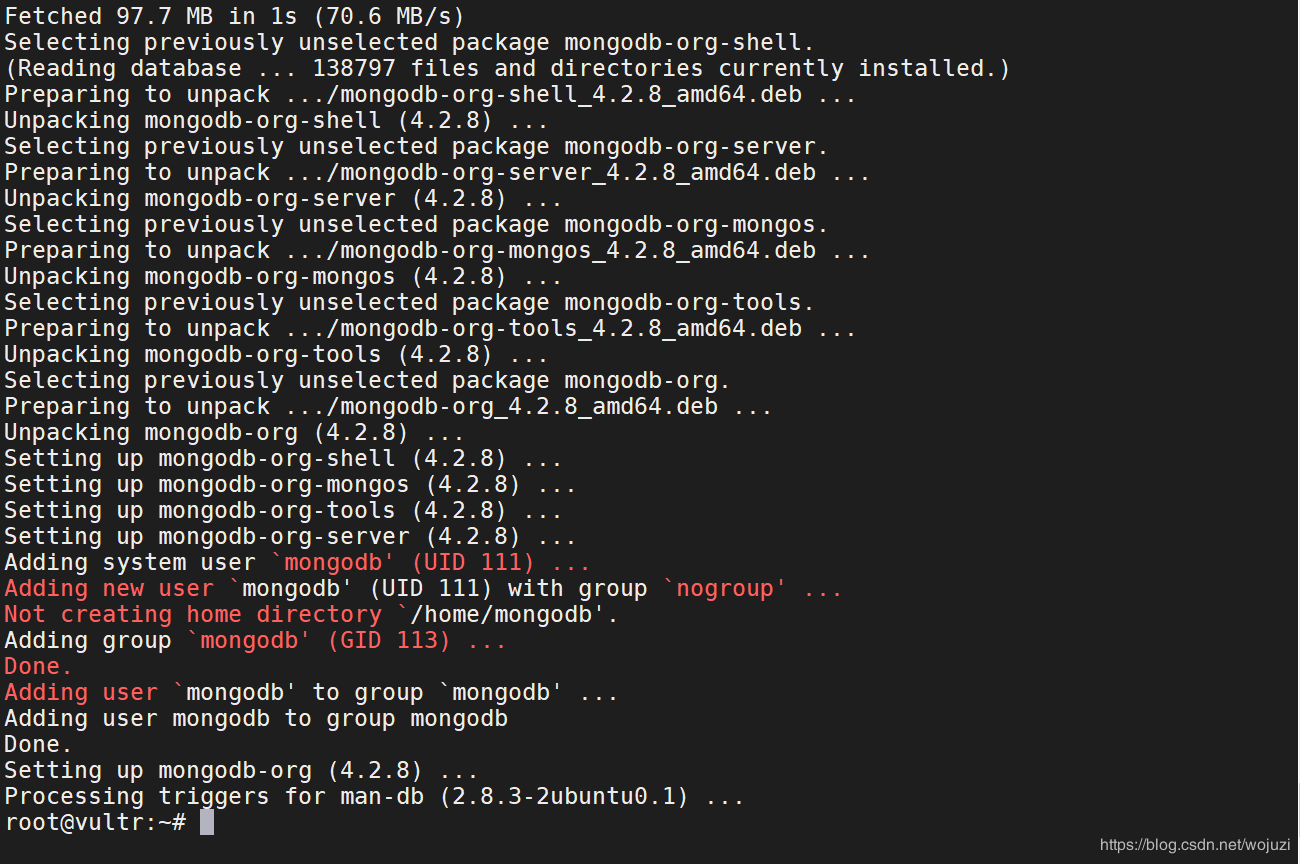 Fetched 97.7 MB in 1s (70.6 MB/s)
Selecting previously unselected package mongodb-org-shell.
(Reading database ... 138797 files and directories currently installed.)
Preparing to unpack .../mongodb-org-shell_4.2.8_amd64.deb ...
Unpacking mongodb-org-shell (4.2.8) ...
Selecting previously unselected package mongodb-org-server.
Preparing to unpack .../mongodb-org-server_4.2.8_amd64.deb ...
Unpacking mongodb-org-server (4.2.8) ...
Selecting previously unselected package mongodb-org-mongos.
Preparing to unpack .../mongodb-org-mongos_4.2.8_amd64.deb ...
Unpacking mongodb-org-mongos (4.2.8) ...
Selecting previously unselected package mongodb-org-tools.
Preparing to unpack .../mongodb-org-tools_4.2.8_amd64.deb ...
Unpacking mongodb-org-tools (4.2.8) ...
Selecting previously unselected package mongodb-org.
Preparing to unpack .../mongodb-org_4.2.8_amd64.deb ...
Unpacking mongodb-org (4.2.8) ...
Setting up mongodb-org-shell (4.2.8) ...
Setting up mongodb-org-mongos (4.2.8) ...
Setting up mongodb-org-tools (4.2.8) ...
Setting up mongodb-org-server (4.2.8) ...
Adding system user `mongodb' (UID 111) ...
Adding new user `mongodb' (UID 111) with group `nogroup' ...
Not creating home directory `/home/mongodb'.
Adding group `mongodb' (GID 113) ...
Done.
Adding user `mongodb' to group `mongodb' ...
Adding user mongodb to group mongodb
Done.
Setting up mongodb-org (4.2.8) ...
Processing triggers for man-db (2.8.3-2ubuntu0.1) ...
root@vultr:~#
https://blog.csdn.net/wojuzi